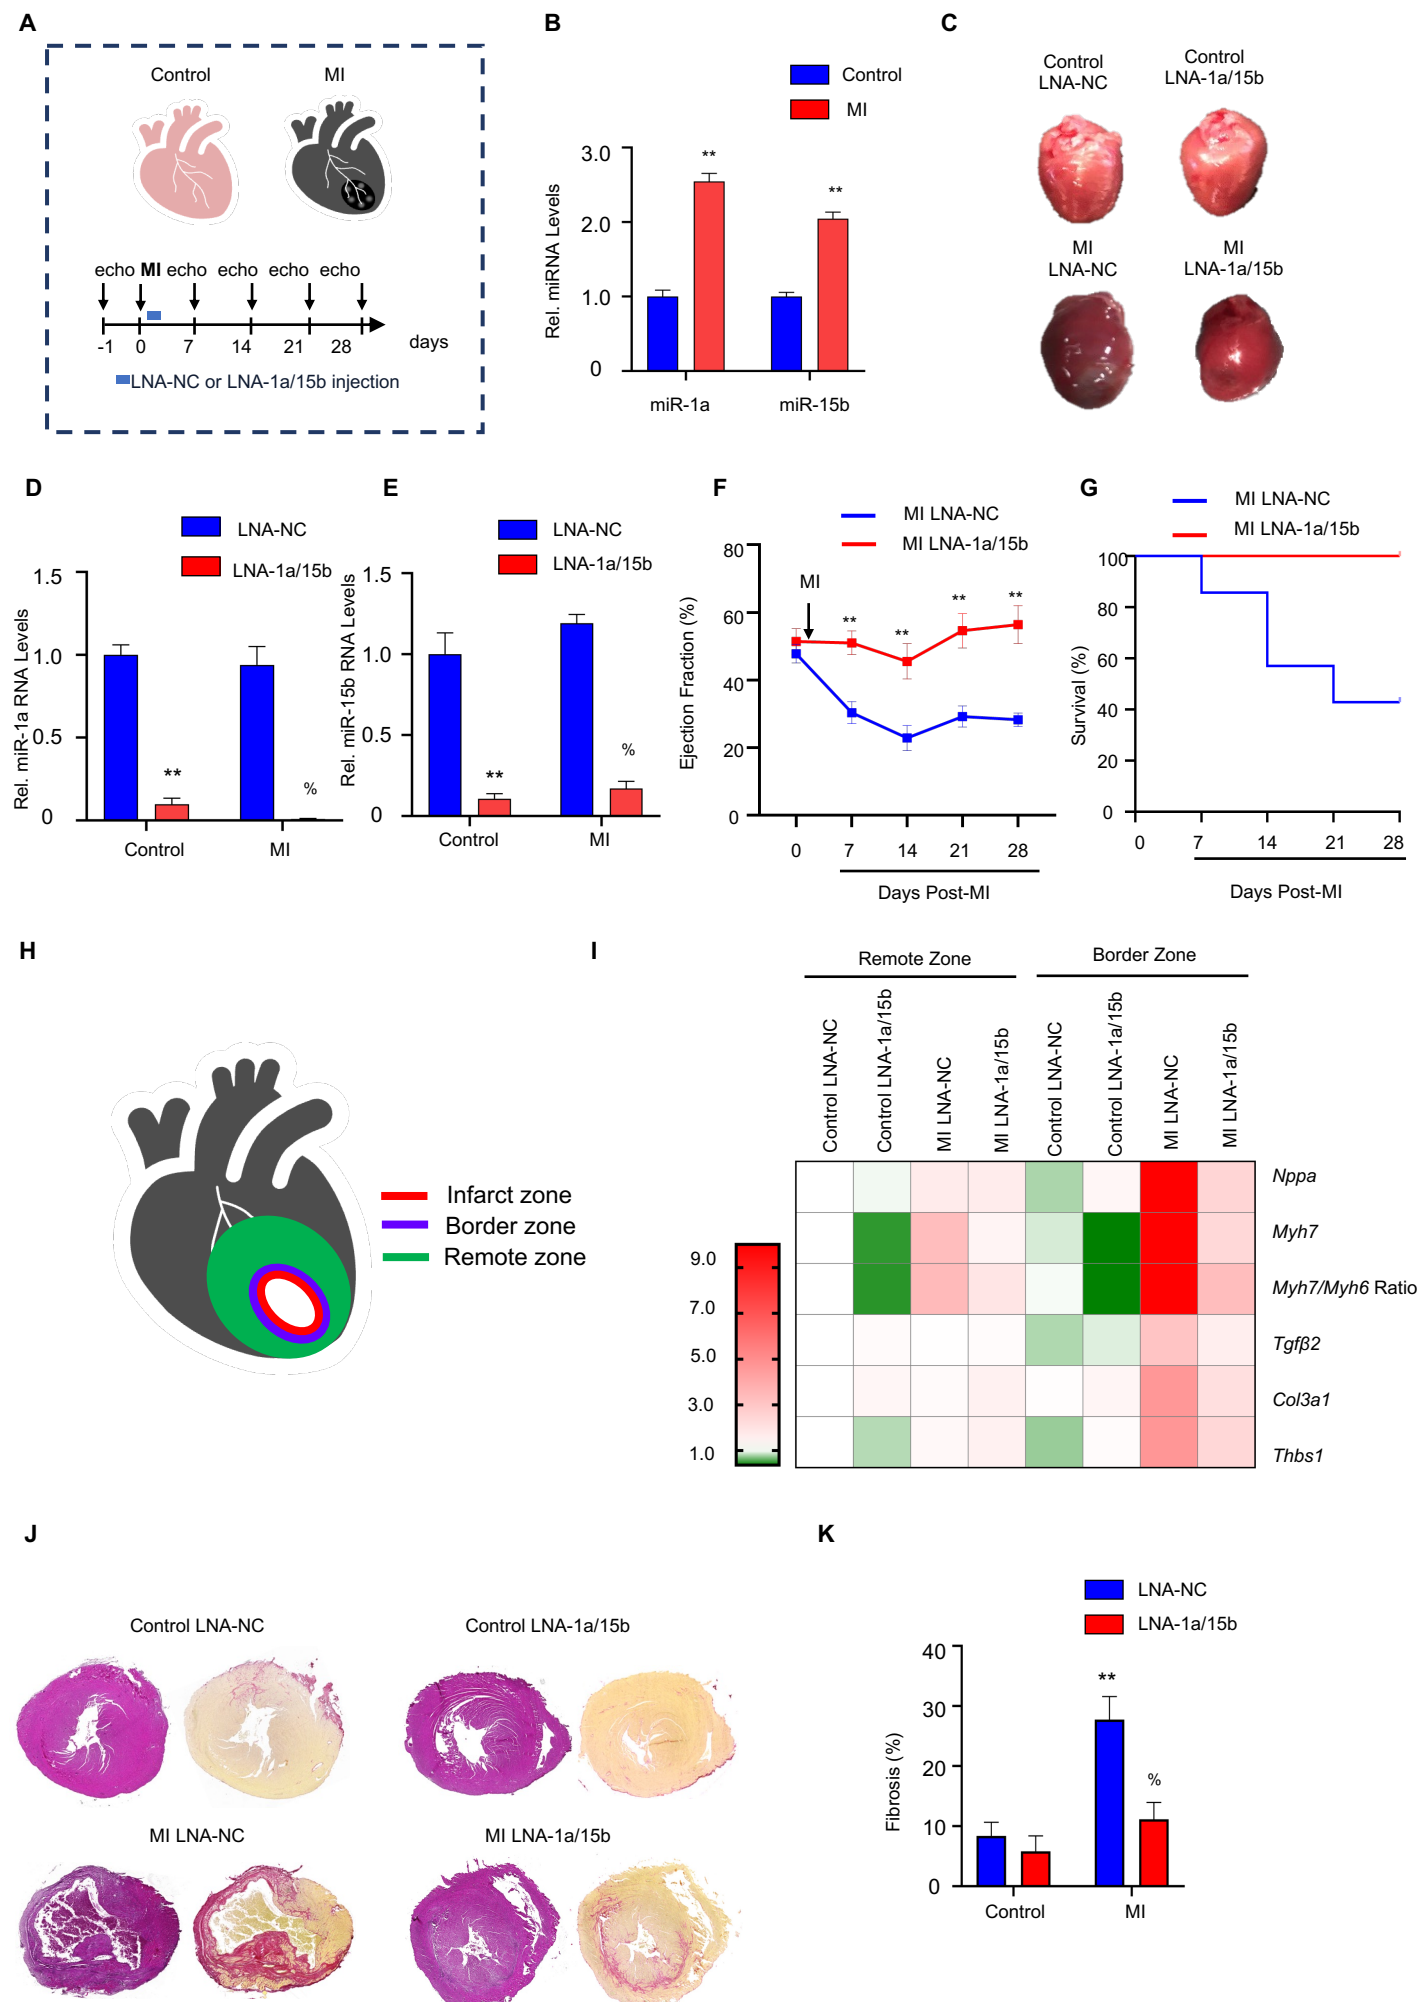 A
Control MI
echo MI echo echo echo echo
-1 0 7 14 21 28 days
LNA-NC or LNA-1a/15b injection
B
Control
MI
Rel. miRNA Levels
3.0
2.0
1.0
0
** **
miR-1a miR-15b
C
Control
LNA-NC
Control
LNA-1a/15b
MI
LNA-NC
MI
LNA-1a/15b
D
LNA-NC
LNA-1a/15b
Rel. miR-1a RNA Levels
1.5
1.0
0.5
0
** %
Control MI
E
LNA-NC
LNA-1a/15b
Rel. miR-15b RNA Levels
1.5
1.0
0.5
0
** %
Control MI
F
MI LNA-NC
MI LNA-1a/15b
Ejection Fraction (%)
80
60
40
20
0
MI
** ** ** **
0 7 14 21 28
Days Post-MI
G
MI LNA-NC
MI LNA-1a/15b
Survival (%)
100
80
60
40
20
0
0 7 14 21 28
Days Post-MI
H
Infarct zone
Border zone
Remote zone
I
Remote Zone Border Zone
Control LNA-NC
Control LNA-1a/15b
MI LNA-NC
MI LNA-1a/15b
Control LNA-NC
Control LNA-1a/15b
MI LNA-NC
MI LNA-1a/15b
9.0
7.0
5.0
3.0
1.0
Nppa
Myh7
Myh7/Myh6 Ratio
Tgfβ2
Col3a1
Thbs1
J
Control LNA-NC Control LNA-1a/15b
MI LNA-NC MI LNA-1a/15b
K
LNA-NC
LNA-1a/15b
Fibrosis (%)
40
30
20
10
0
** %
Control MI